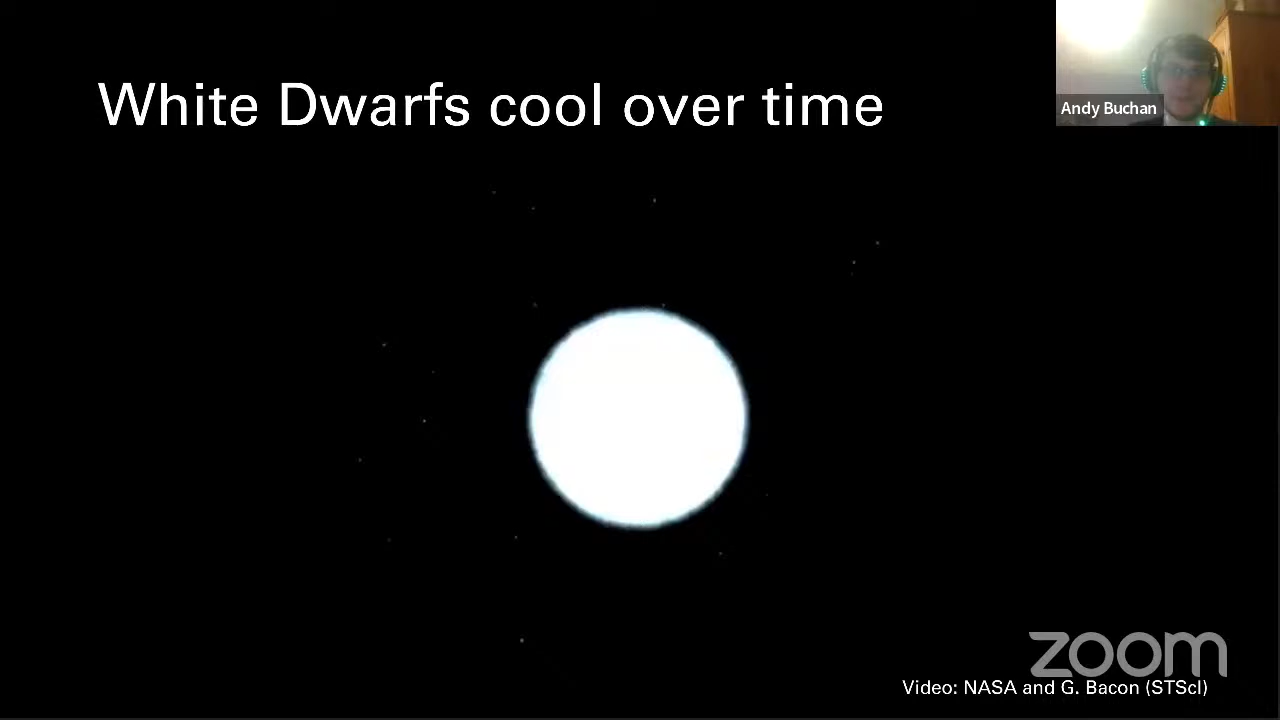 White Dwarfs cool over time
Andy Buchan
zoom
Video: NASA and G. Bacon (STScI)